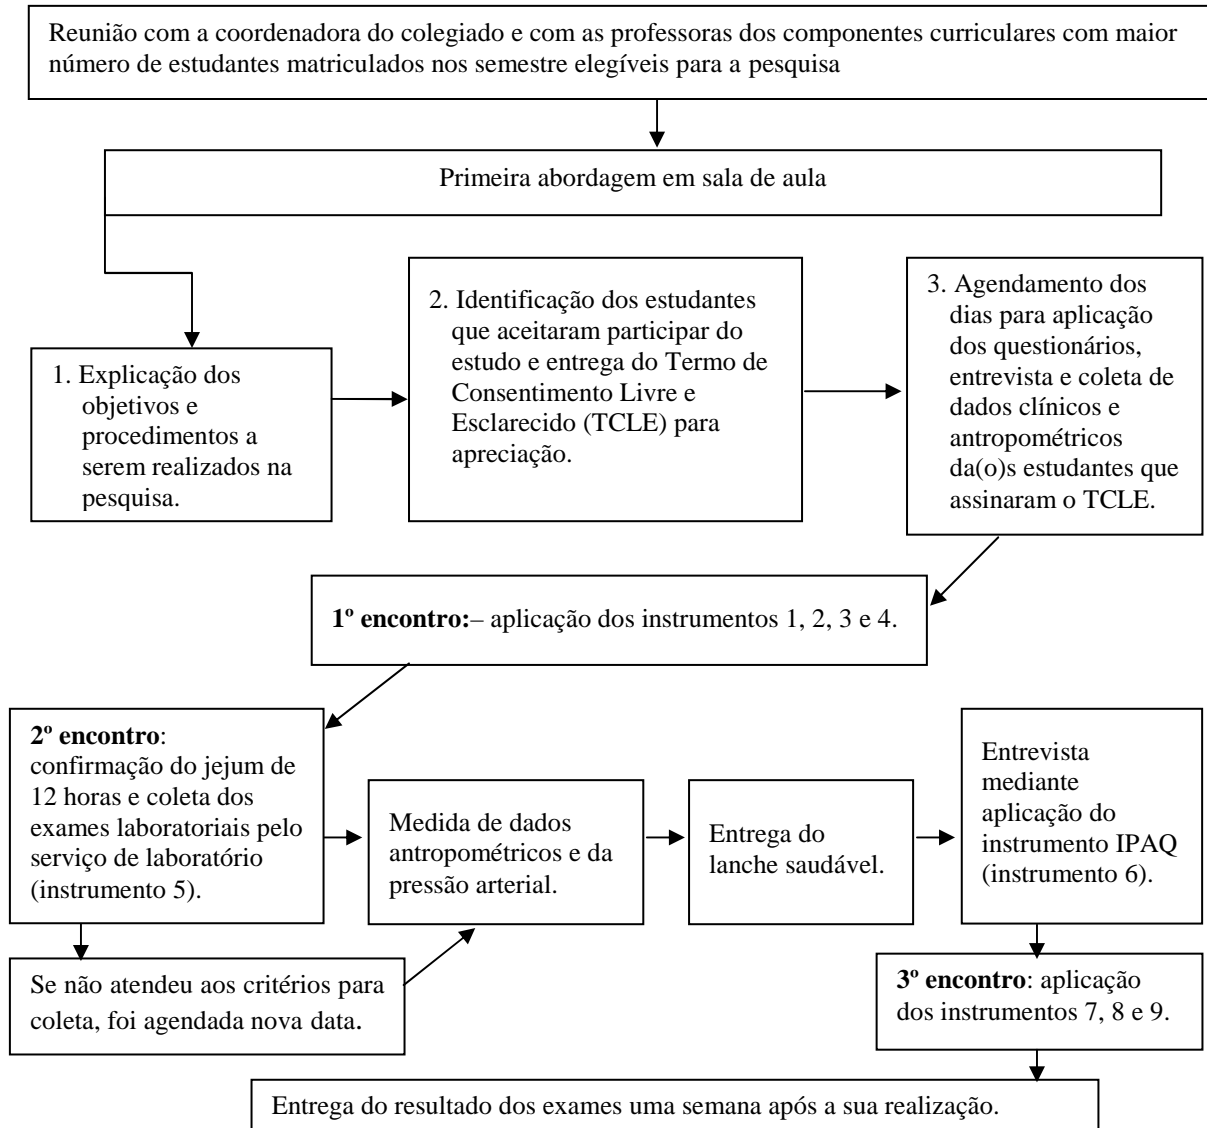 Reunião com a coordenadora do colegiado e com as professoras dos componentes curriculares com maior
número de estudantes matriculados nos semestre elegíveis para a pesquisa
Primeira abordagem em sala de aula
1. Explicação dos
objetivos e
procedimentos a
serem realizados na
pesquisa.
2. Identificação dos estudantes
que aceitaram participar do
estudo e entrega do Termo de
Consentimento Livre e
Esclarecido (TCLE) para
apreciação.
3. Agendamento dos
dias para aplicação
dos questionários,
entrevista e coleta de
dados clínicos e
antropométricos
da(o)s estudantes que
assinaram o TCLE.
1º encontro:– aplicação dos instrumentos 1, 2, 3 e 4.
2º encontro:
confirmação do jejum de
12 horas e coleta dos
exames laboratoriais pelo
serviço de laboratório
(instrumento 5).
Medida de dados
antropométricos e da
pressão arterial.
Entrega do
lanche saudável.
Entrevista
mediante
aplicação do
instrumento IPAQ
(instrumento 6).
Se não atendeu aos critérios para
coleta, foi agendada nova data.
3º encontro: aplicação
dos instrumentos 7, 8 e 9.
Entrega do resultado dos exames uma semana após a sua realização.